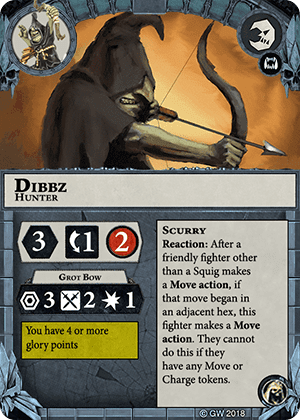 DIBBZ
HUNTER
3 1 2
GROT BOW
3 2 1
You have 4 or more
glory points
SCURRY
Reaction: After a
friendly fighter other
than a Squig makes
a Move action, if
that move began in
an adjacent hex, this
fighter makes a Move
action. They cannot
do this if they
have any Move or
Charge tokens.
© GW 2018